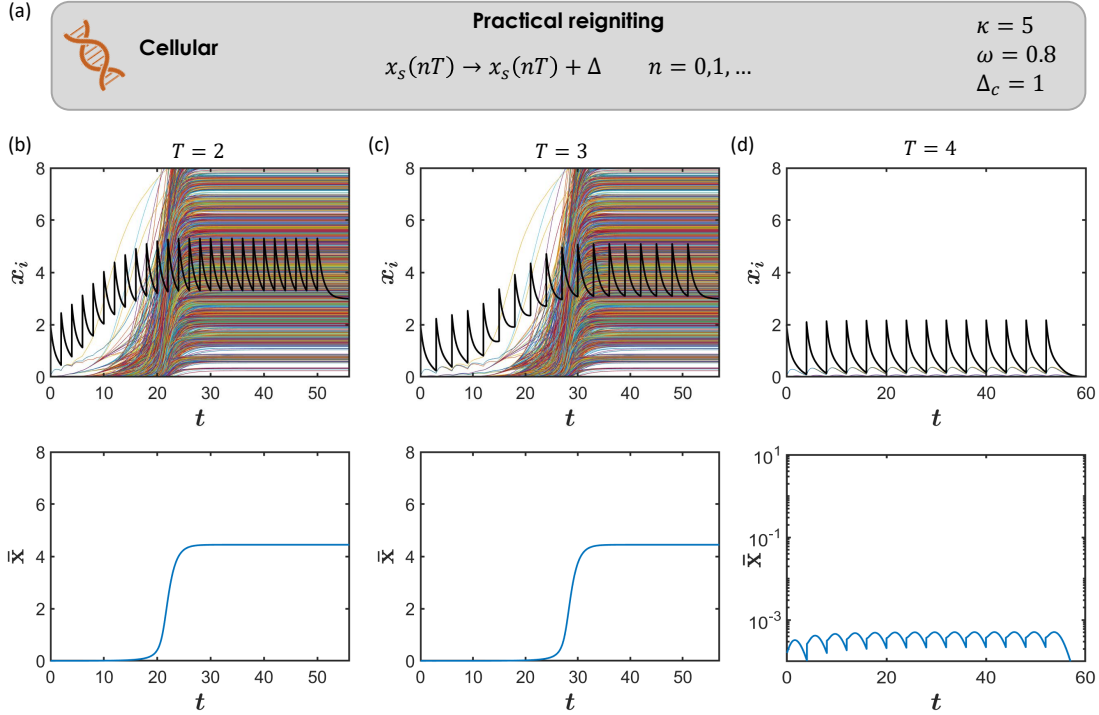 (a)
Practical reigniting
Cellular
x_s(nT) → x_s(nT) + Δ n = 0,1, …
κ = 5
ω = 0.8
Δ_c = 1
(b) T = 2
(c) T = 3
(d) T = 4
8
6
4
2
0
x_i
0 10 20 30 40 50
t
8
6
4
2
0
x_i
0 10 20 30 40 50
t
8
6
4
2
0
x_i
0 20 40 60
t
8
6
4
2
0
x̄
0 10 20 30 40 50
t
8
6
4
2
0
x̄
0 10 20 30 40 50
t
10^1
10^-1
10^-3
x̄
0 20 40 60
t